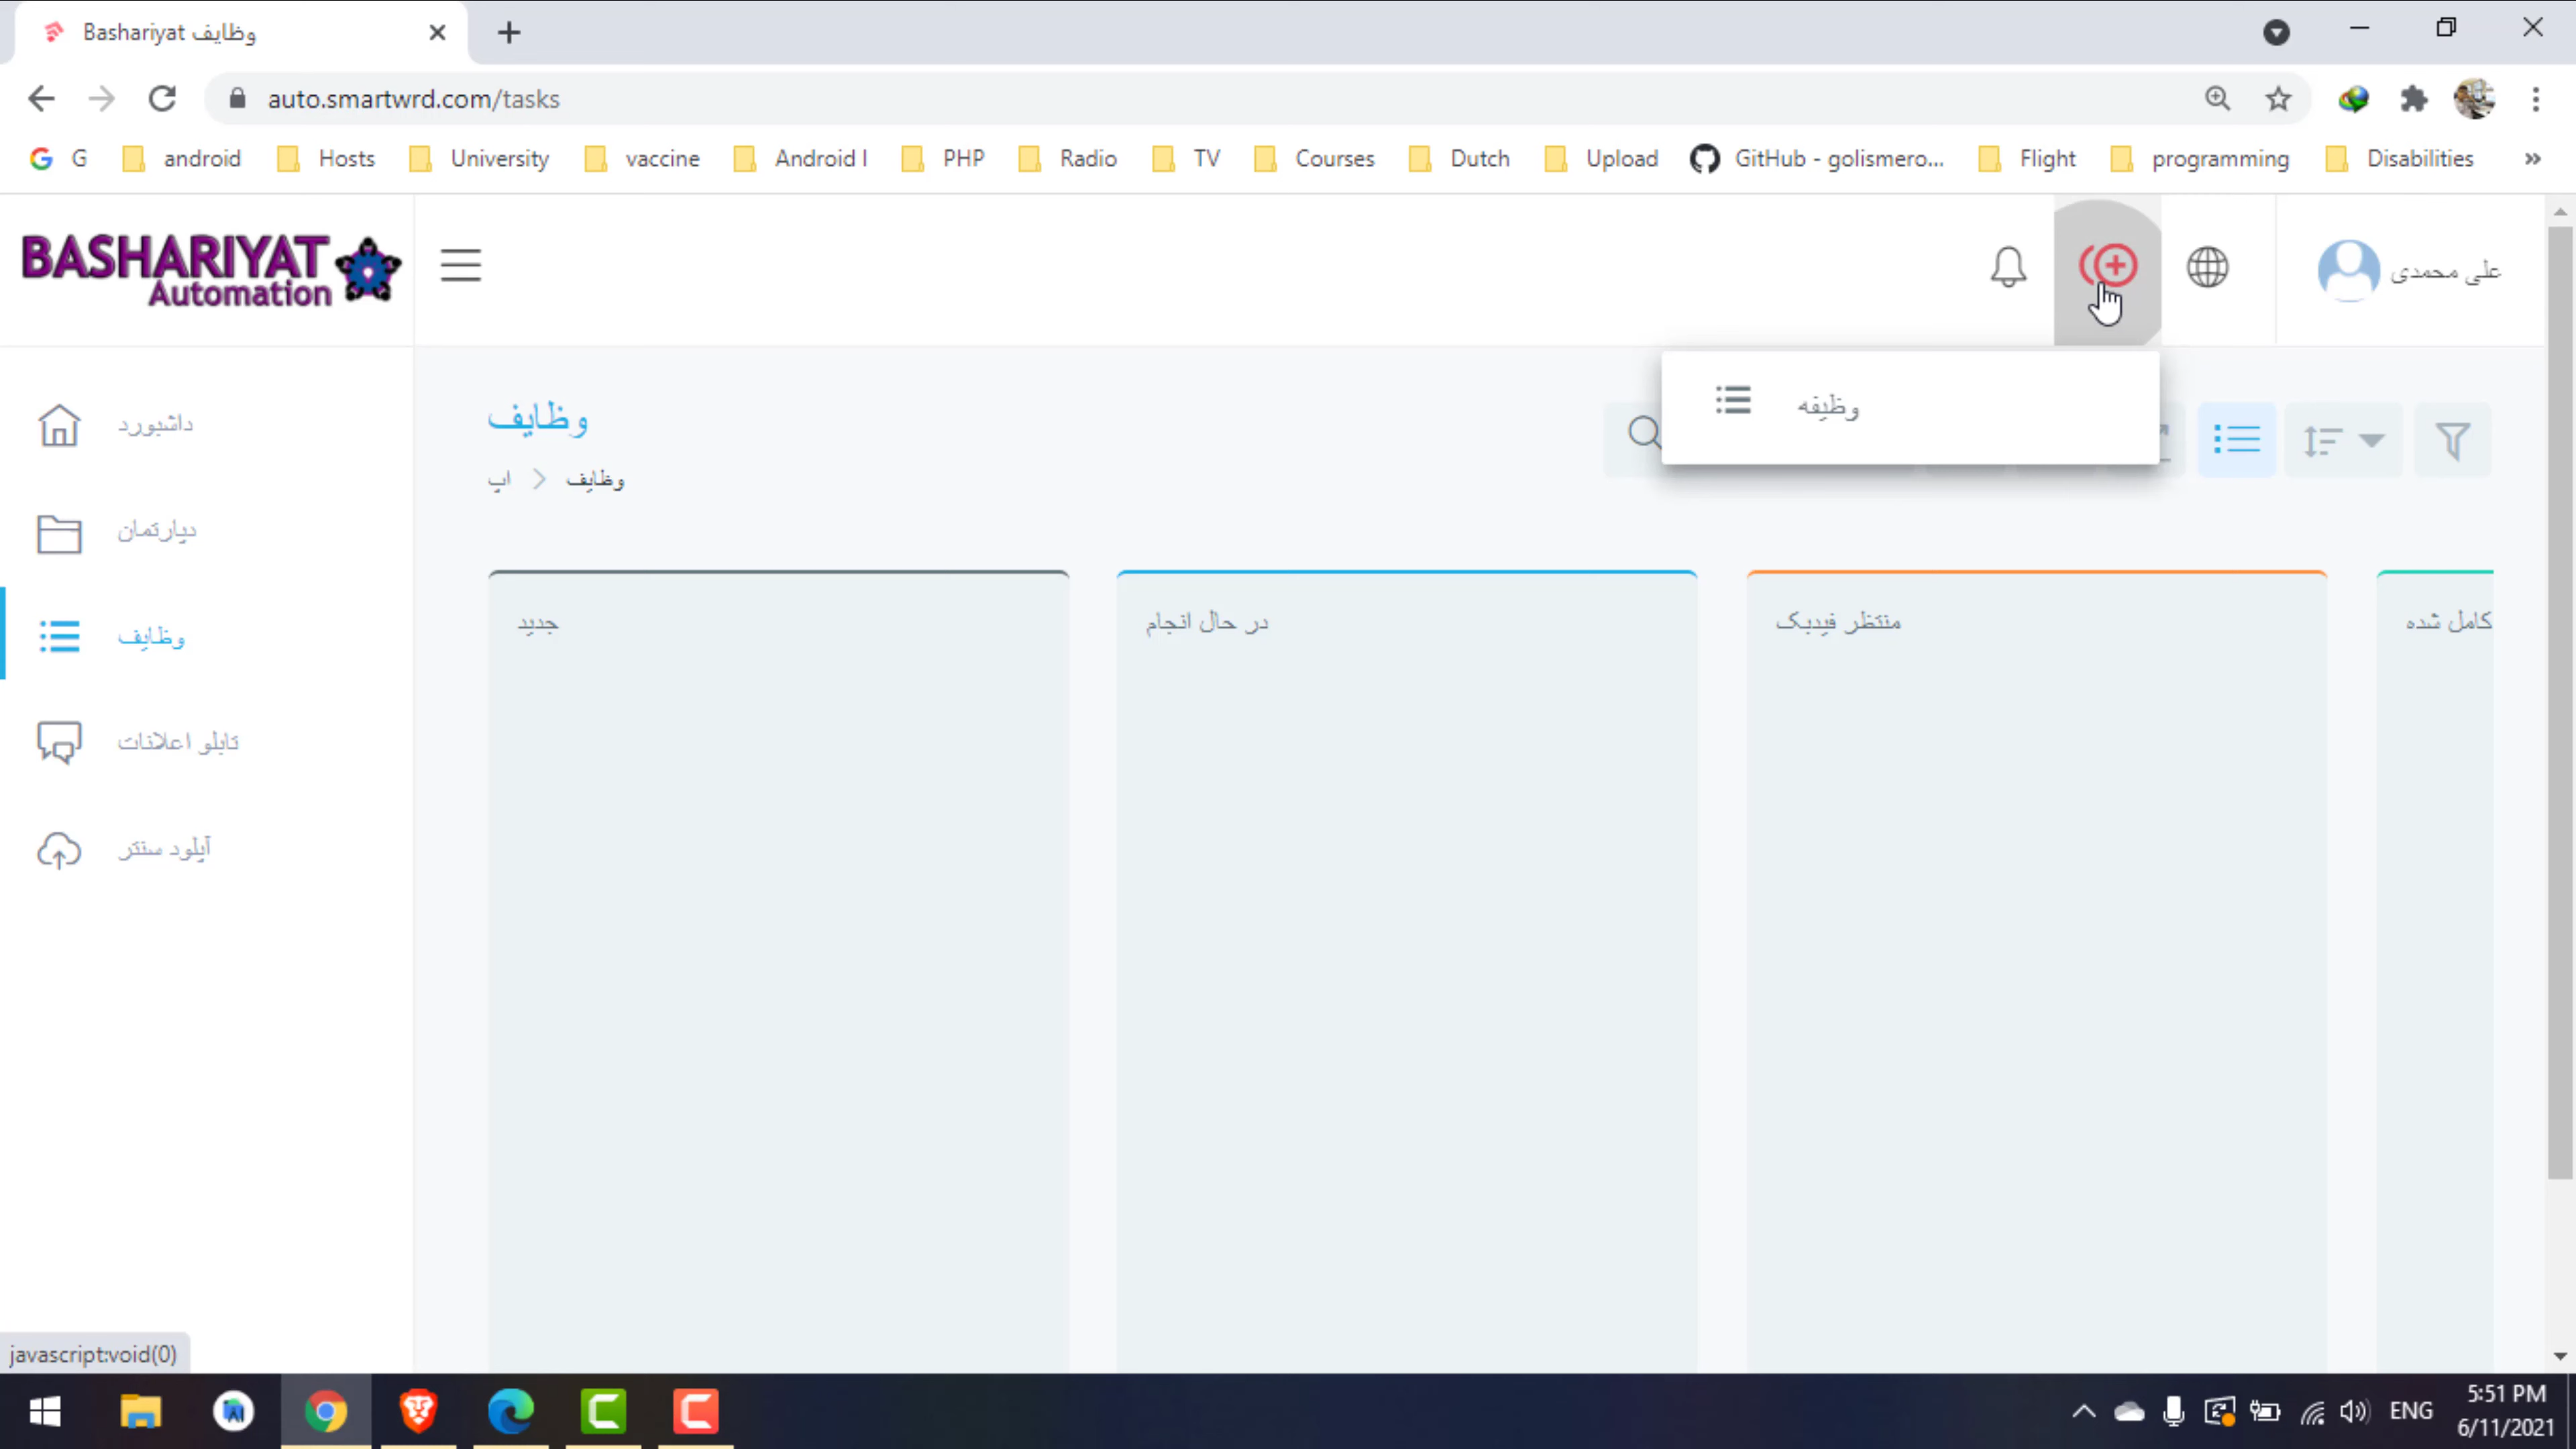 Bashariyat وظایف
auto.smartwrd.com/tasks
G android Hosts University vaccine Android I PHP Radio TV Courses Dutch Upload GitHub - golismero... Flight programming Disabilities »
BASHARIYAT
Automation
علی محمدی
وظیفه
داشبورد
دیپارتمان
وظایف
تابلو اعلانات
آپلود سنتر
وظایف
اپ > وظایف
جدید
در حال انجام
منتظر فیدبک
کامل شده
javascript:void(0)
ENG
5:51 PM
6/11/2021